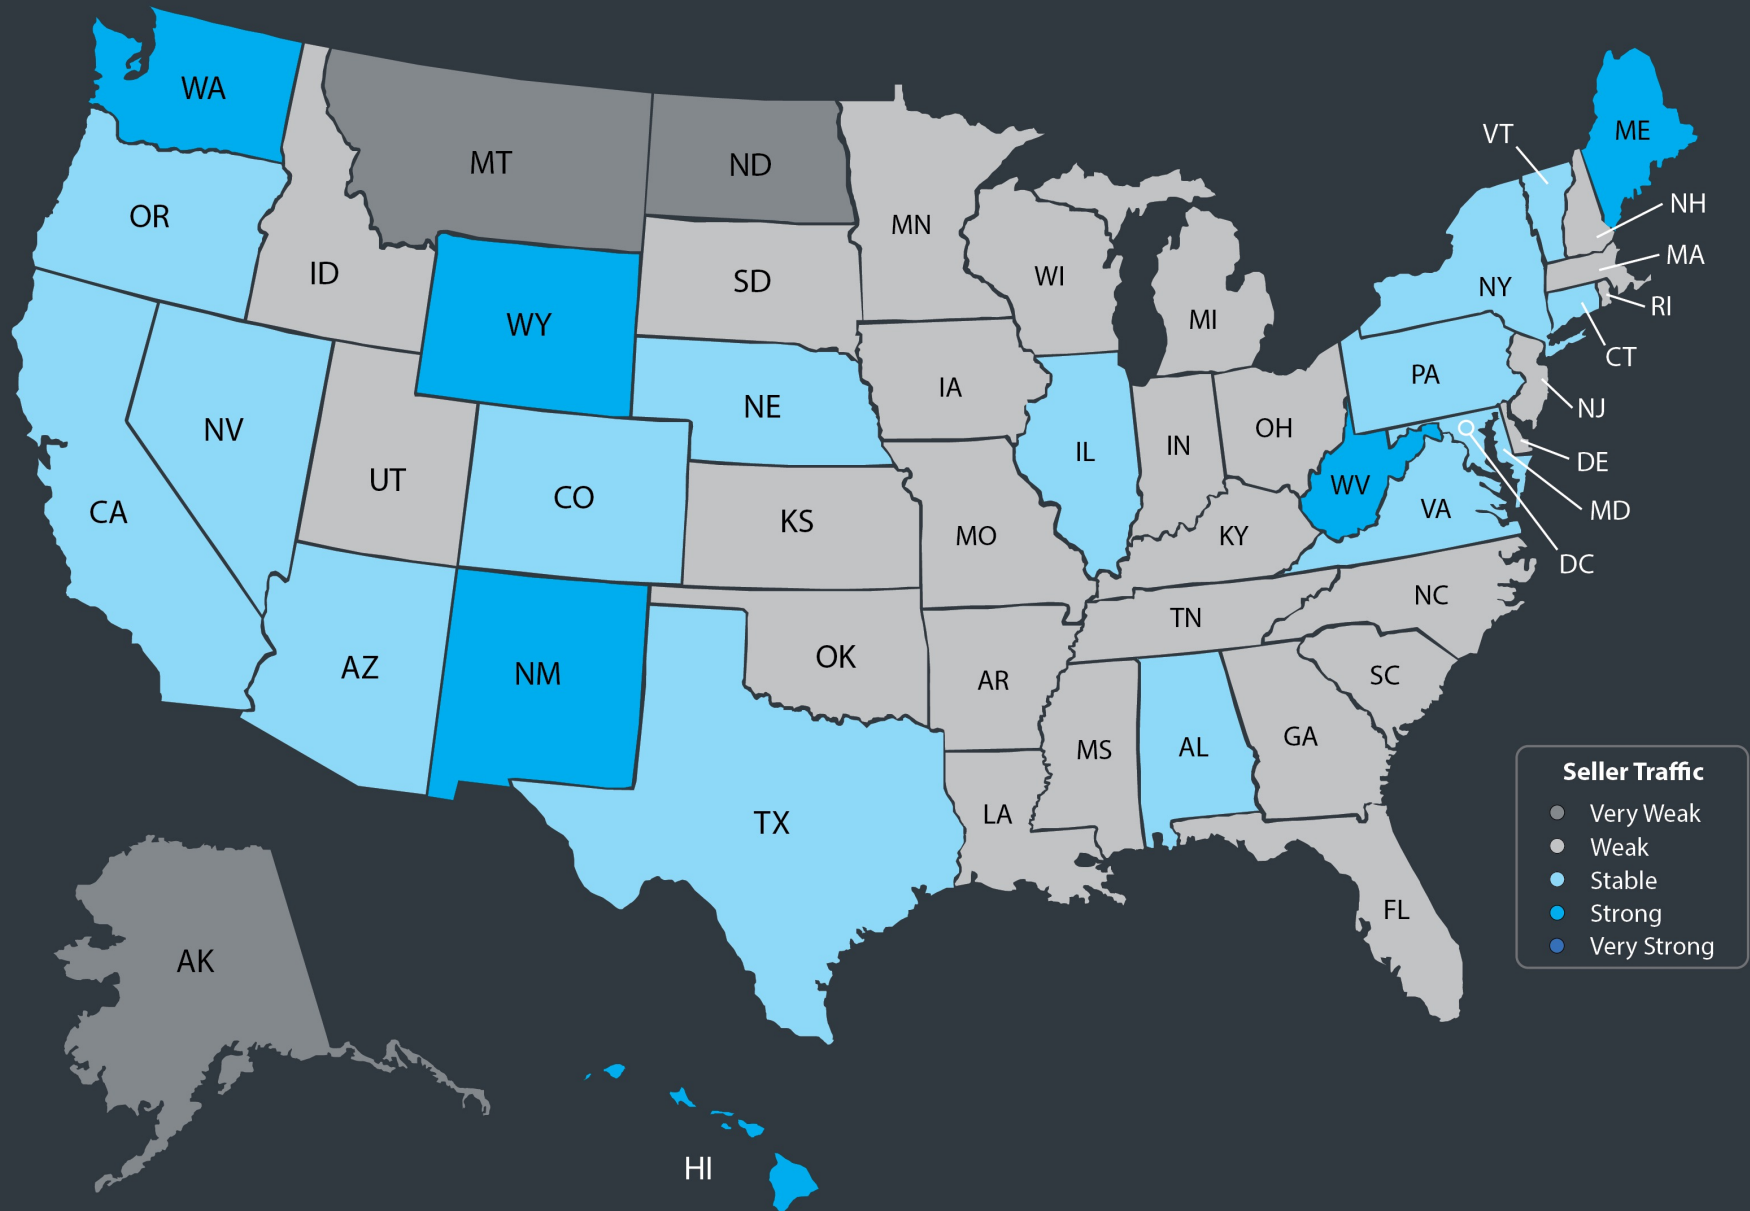 WA
ME
VT
MT
ND
NH
OR
MN
MA
ID
WI
SD
NY
RI
MI
WY
CT
PA
IA
NE
NJ
NV
OH
IN
IL
DE
UT
WV
CO
MD
CA
VA
KS
MO
KY
DC
NC
TN
OK
AZ
NM
SC
AR
GA
AL
MS
Seller Traffic
LA
Very Weak
TX
Weak
Stable
FL
Strong
Very Strong
AK
HI